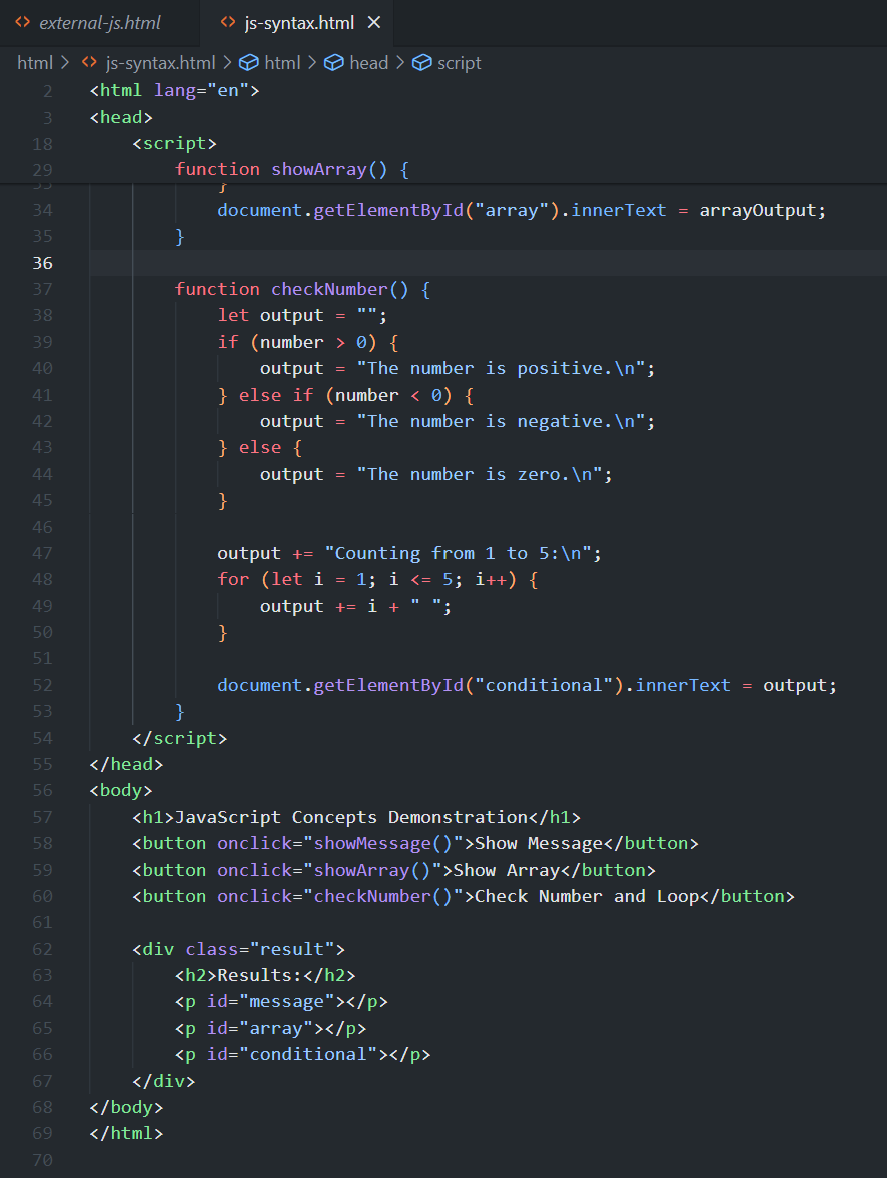 external-js.html js-syntax.html
html > js-syntax.html > html > head > script
2 <html lang="en">
3 <head>
18 <script>
29 function showArray() {
33 }
34 document.getElementById("array").innerText = arrayOutput;
35 }
36
37 function checkNumber() {
38 let output = "";
39 if (number > 0) {
40 output = "The number is positive.\n";
41 } else if (number < 0) {
42 output = "The number is negative.\n";
43 } else {
44 output = "The number is zero.\n";
45 }
46
47 output += "Counting from 1 to 5:\n";
48 for (let i = 1; i <= 5; i++) {
49 output += i + " ";
50 }
51
52 document.getElementById("conditional").innerText = output;
53 }
54 </script>
55 </head>
56 <body>
57 <h1>JavaScript Concepts Demonstration</h1>
58 <button onclick="showMessage()">Show Message</button>
59 <button onclick="showArray()">Show Array</button>
60 <button onclick="checkNumber()">Check Number and Loop</button>
61
62 <div class="result">
63 <h2>Results:</h2>
64 <p id="message"></p>
65 <p id="array"></p>
66 <p id="conditional"></p>
67 </div>
68 </body>
69 </html>
70